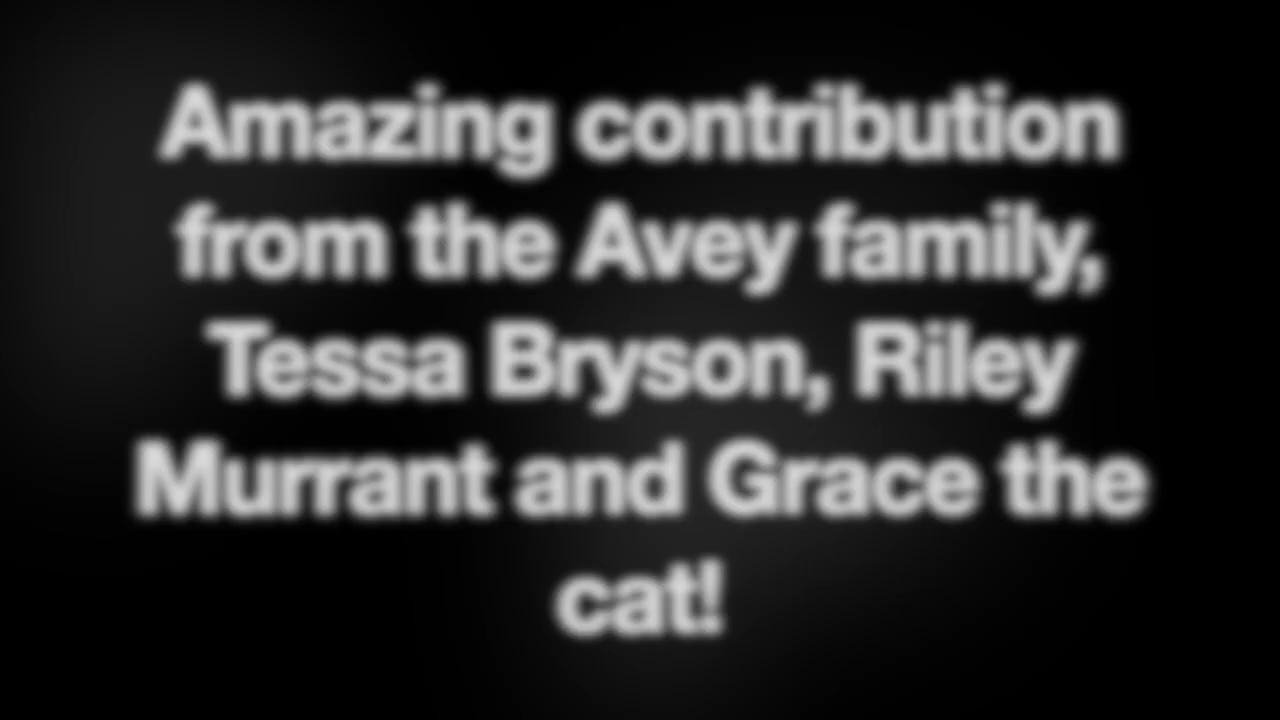 Amazing contribution
from the Avey family,
Tessa Bryson, Riley
Murrant and Grace the
cat!